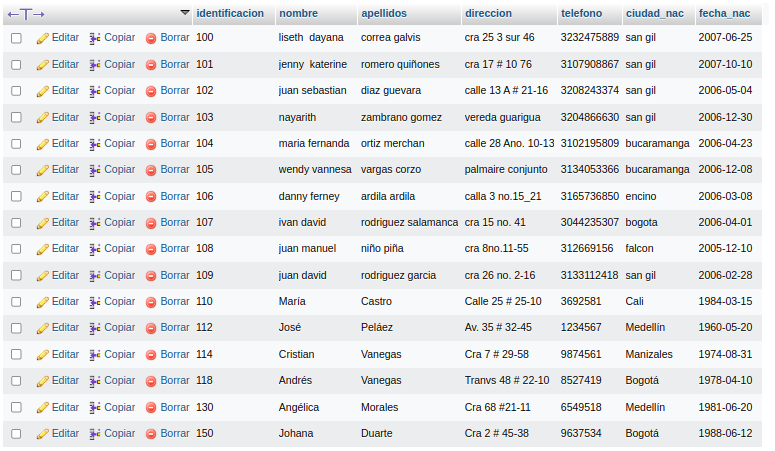 ←T→ identificacion nombre apellidos direccion telefono ciudad_nac fecha_nac
Editar Copiar Borrar 100 liseth dayana correa galvis cra 25 3 sur 46 3232475889 san gil 2007-06-25
Editar Copiar Borrar 101 jenny katerine romero quiñones cra 17 # 10 76 3107908867 san gil 2007-10-10
Editar Copiar Borrar 102 juan sebastian diaz guevara calle 13 A # 21-16 3208243374 san gil 2006-05-04
Editar Copiar Borrar 103 nayarith zambrano gomez vereda guarigua 3204866630 san gil 2006-12-30
Editar Copiar Borrar 104 maria fernanda ortiz merchan calle 28 Ano. 10-13 3102195809 bucaramanga 2006-04-23
Editar Copiar Borrar 105 wendy vannesa vargas corzo palmaire conjunto 3134053366 bucaramanga 2006-12-08
Editar Copiar Borrar 106 danny ferney ardila ardila calla 3 no.15_21 3165736850 encino 2006-03-08
Editar Copiar Borrar 107 ivan david rodriguez salamanca cra 15 no. 41 3044235307 bogota 2006-04-01
Editar Copiar Borrar 108 juan manuel niño piña cra 8no.11-55 312669156 falcon 2005-12-10
Editar Copiar Borrar 109 juan david rodriguez garcia cra 26 no. 2-16 3133112418 san gil 2006-02-28
Editar Copiar Borrar 110 María Castro Calle 25 # 25-10 3692581 Cali 1984-03-15
Editar Copiar Borrar 112 José Peláez Av. 35 # 32-45 1234567 Medellín 1960-05-20
Editar Copiar Borrar 114 Cristian Vanegas Cra 7 # 29-58 9874561 Manizales 1974-08-31
Editar Copiar Borrar 118 Andrés Vanegas Tranvs 48 # 22-10 8527419 Bogotá 1978-04-10
Editar Copiar Borrar 130 Angélica Morales Cra 68 #21-11 6549518 Medellín 1981-06-20
Editar Copiar Borrar 150 Johana Duarte Cra 2 # 45-38 9637534 Bogotá 1988-06-12